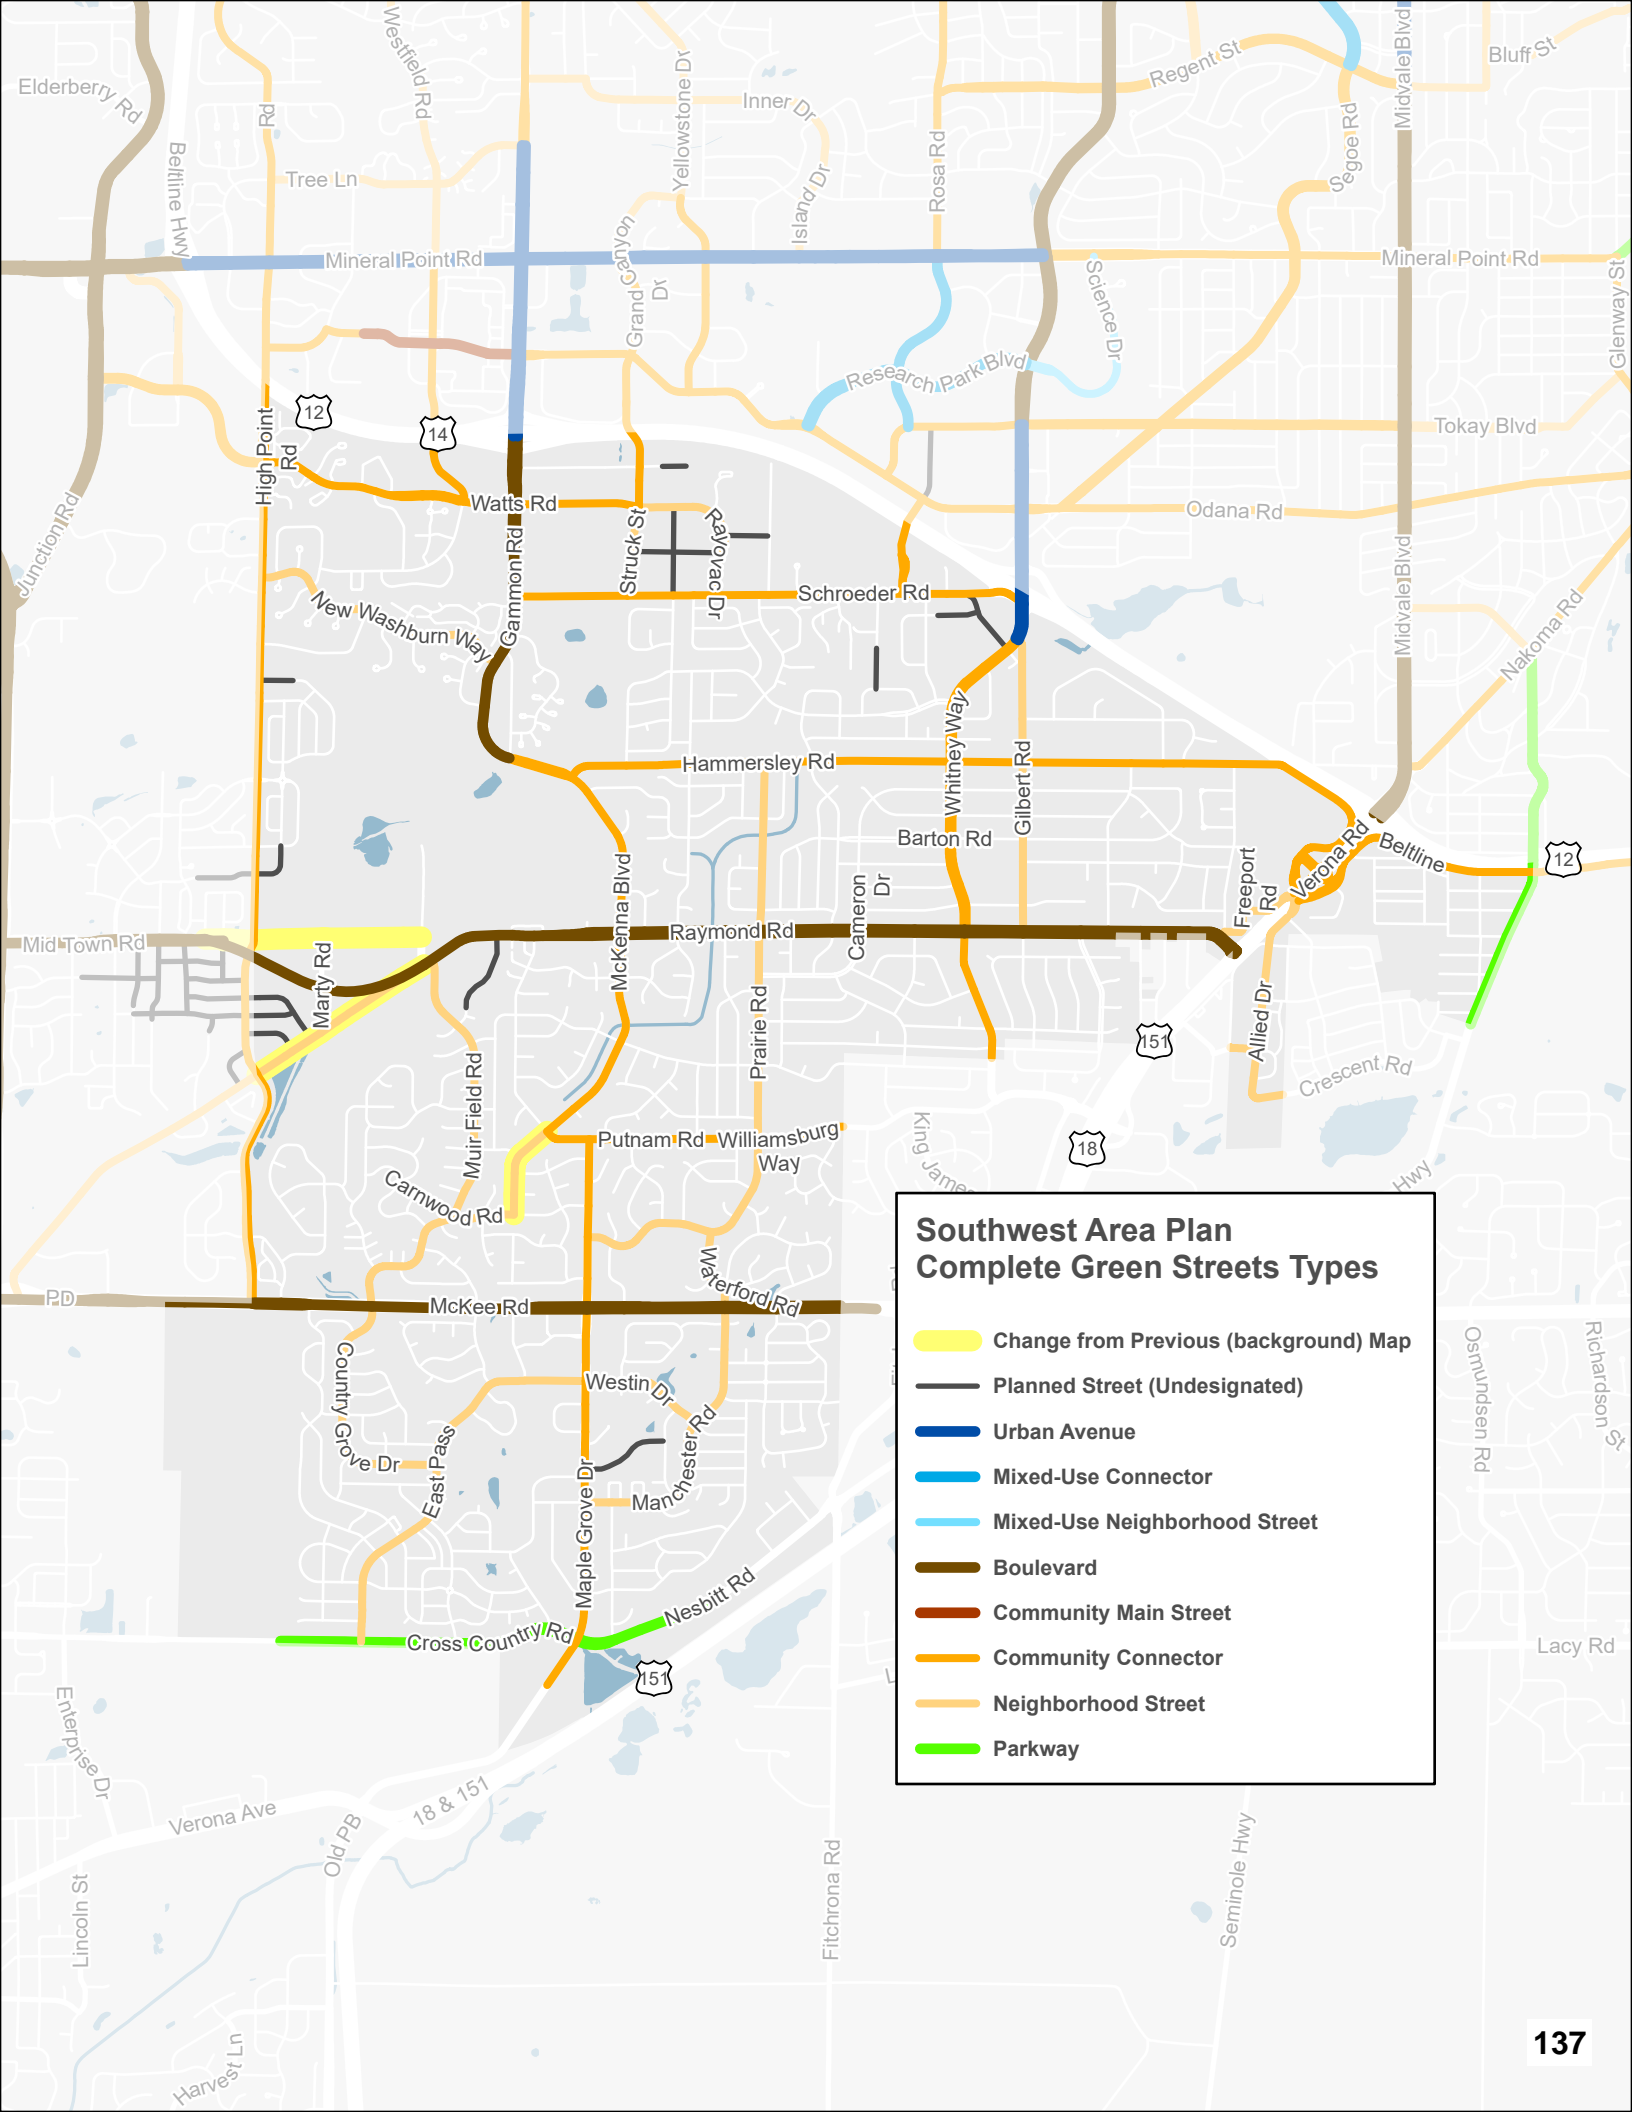 Elderberry Rd
Beltline Hwy
Rd
Westfield Rd
Tree Ln
Yellowstone Dr
Inner Dr
Island Dr
Rosa Rd
Regent St
Segoe Rd
Midvale Blvd
Bluff St
Mineral Point Rd
Grand Canyon
Dr
Science Dr
Mineral Point Rd
Glenway St
Research Park Blvd
12
14
High Point
Rd
Tokay Blvd
Junction Rd
Watts Rd
Struck St
Rayovac Dr
Odana Rd
Gammon Rd
New Washburn Way
Schroeder Rd
Midvale Blvd
Nakoma Rd
Whitney Way
Gilbert Rd
Hammersley Rd
Barton Rd
Verona Rd
Beltline
12
McKenna Blvd
Cameron
Dr
Freeport
Rd
Mid Town Rd
Marty Rd
Raymond Rd
Prairie Rd
Allied Dr
151
Crescent Rd
Muir Field Rd
Putnam Rd
Williamsburg
Way
King James
18
Hwy
Carnwood Rd
Waterford Rd
PD
McKee Rd
Country Grove Dr
Westin Dr
East Pass
Manchester Rd
Maple Grove Dr
Nesbitt Rd
Cross Country Rd
151
Southwest Area Plan
Complete Green Streets Types
Change from Previous (background) Map
Planned Street (Undesignated)
Urban Avenue
Mixed-Use Connector
Mixed-Use Neighborhood Street
Boulevard
Community Main Street
Community Connector
Neighborhood Street
Parkway
Osmundsen Rd
Richardson St
Lacy Rd
Enterprise Dr
Verona Ave
Old PB
18 & 151
Lincoln St
Fitchrona Rd
Seminole Hwy
Harvest Ln
137